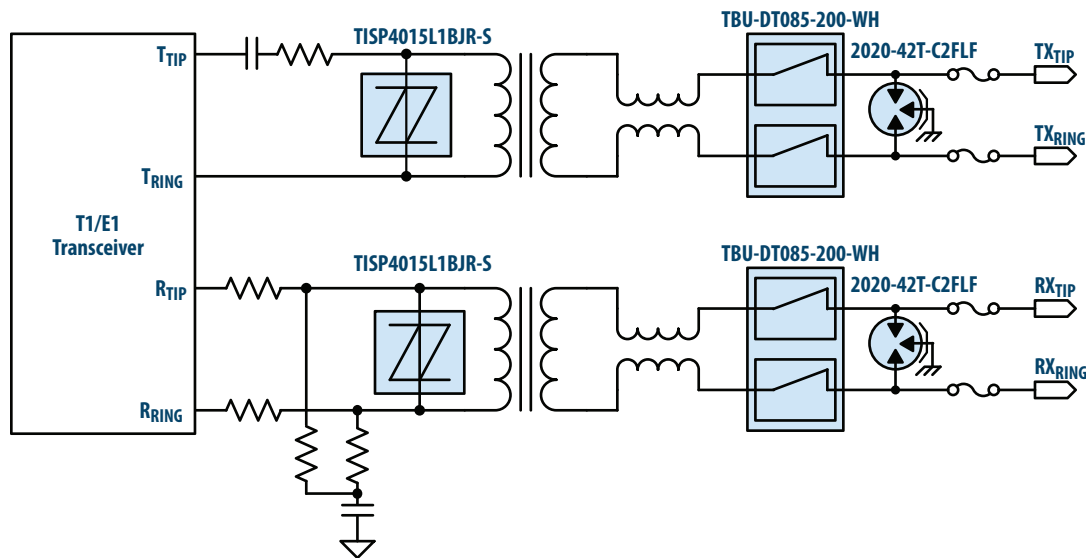 TBU-DT085-200-WH
TISP4015L1BJR-S
2020-42T-C2FLF
TTIP
TXTIP
TXRING
TRING
T1/E1
Transceiver
TBU-DT085-200-WH
TISP4015L1BJR-S
2020-42T-C2FLF
RTIP
RXTIP
RXRING
RRING